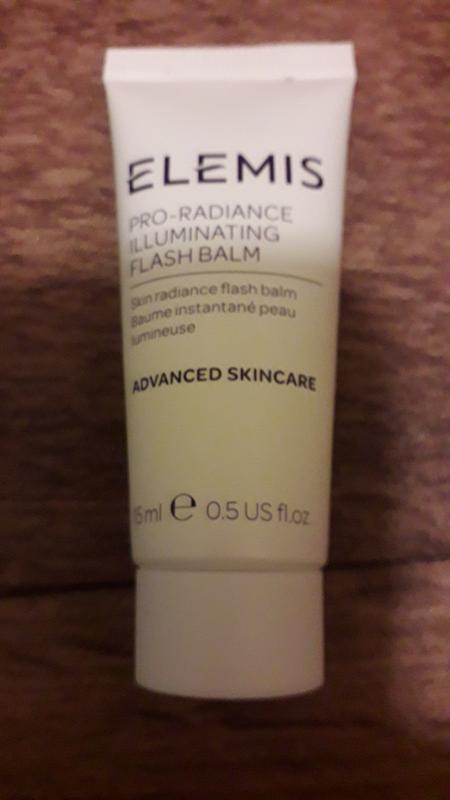 ELEMIS
PRO-RADIANCE
ILLUMINATING
FLASH BALM
Skin radiance flash balm
Baume instantané peau
lumineuse
ADVANCED SKINCARE
15ml e 0.5 US fl.oz